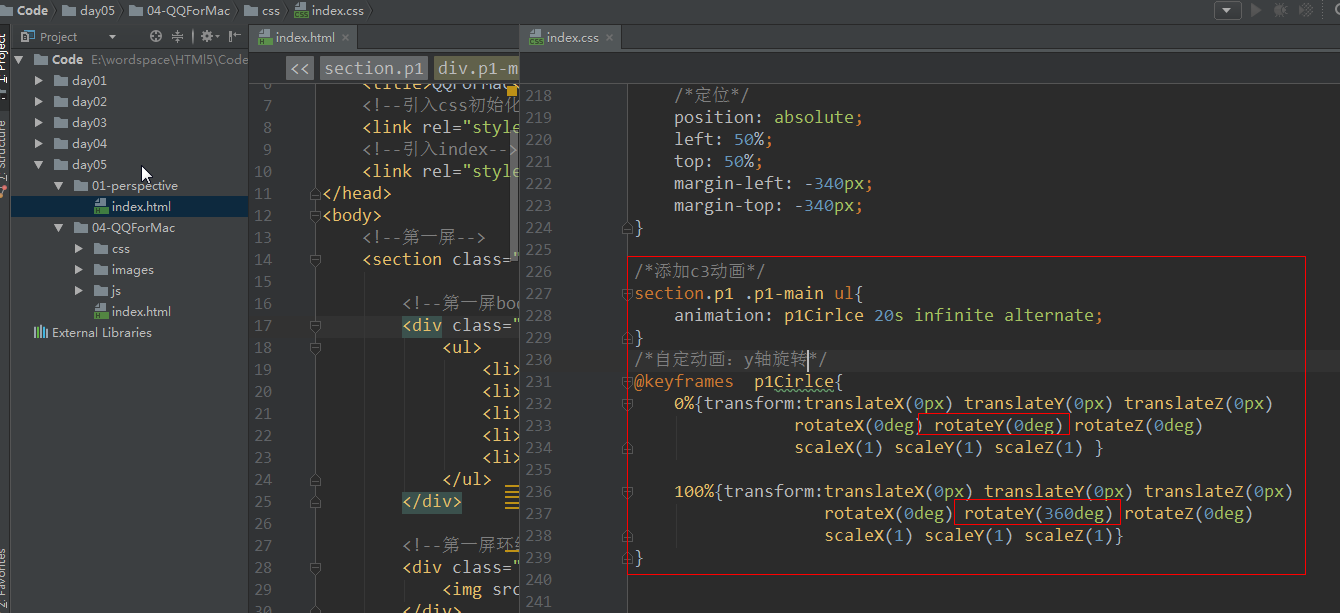 Code day05 04-QQForMac css index.css
Project
index.html
index.css
1: Project
Structure
2: Favorites
Code E:\wordspace\HTMl5\Code
day01
day02
day03
day04
day05
01-perspective
index.html
04-QQForMac
css
images
js
index.html
External Libraries
<< section.p1 div.p1-m
<title>QQForMac
7 <!--引入css初始化
8 <link rel="style
9 <!--引入index-->
10 <link rel="style
11 </head>
12 <body>
13 <!--第一屏-->
14 <section class="
15
16 <!--第一屏boo
17 <div class="
18 <ul>
19 <li>
20 <li>
21 <li>
22 <li>
23 <li>
24 </ul>
25 </div>
26
27 <!--第一屏环绕
28 <div class="
29 <img src
30 </div>
218 /*定位*/
219 position: absolute;
220 left: 50%;
221 top: 50%;
222 margin-left: -340px;
223 margin-top: -340px;
224 }
225
226 /*添加c3动画*/
227 section.p1 .p1-main ul{
228 animation: p1Cirlce 20s infinite alternate;
229 }
230 /*自定动画：y轴旋转*/
231 @keyframes p1Cirlce{
232 0%{transform:translateX(0px) translateY(0px) translateZ(0px)
233 rotateX(0deg) rotateY(0deg) rotateZ(0deg)
234 scaleX(1) scaleY(1) scaleZ(1) }
235
236 100%{transform:translateX(0px) translateY(0px) translateZ(0px)
237 rotateX(0deg) rotateY(360deg) rotateZ(0deg)
238 scaleX(1) scaleY(1) scaleZ(1)}
239 }
240
241